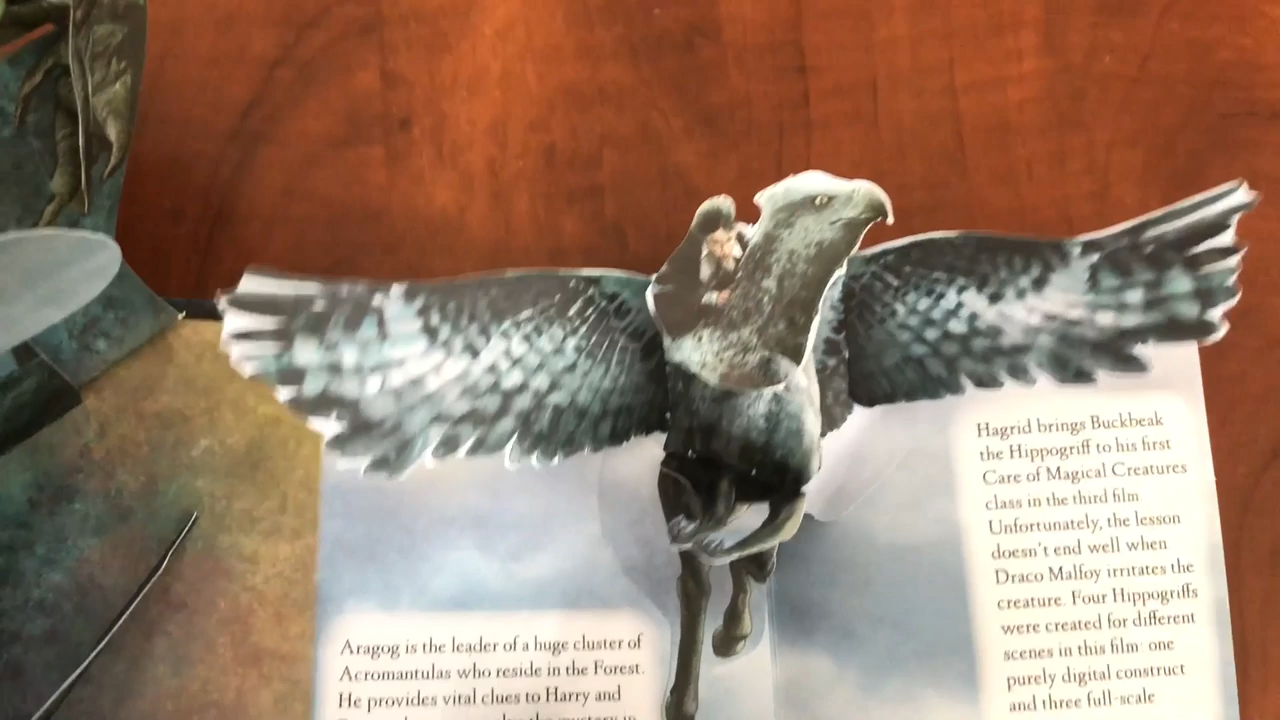 Hagrid brings Buckbeak
the Hippogriff to his first
Care of Magical Creatures
class in the third film
Unfortunately, the lesson
doesn't end well when
Draco Malfoy irritates the
creature. Four Hippogriffs
were created for different
scenes in this film: one
purely digital construct
and three full-scale
Aragog is the leader of a huge cluster of
Acromantulas who reside in the Forest.
He provides vital clues to Harry and
the mystery in